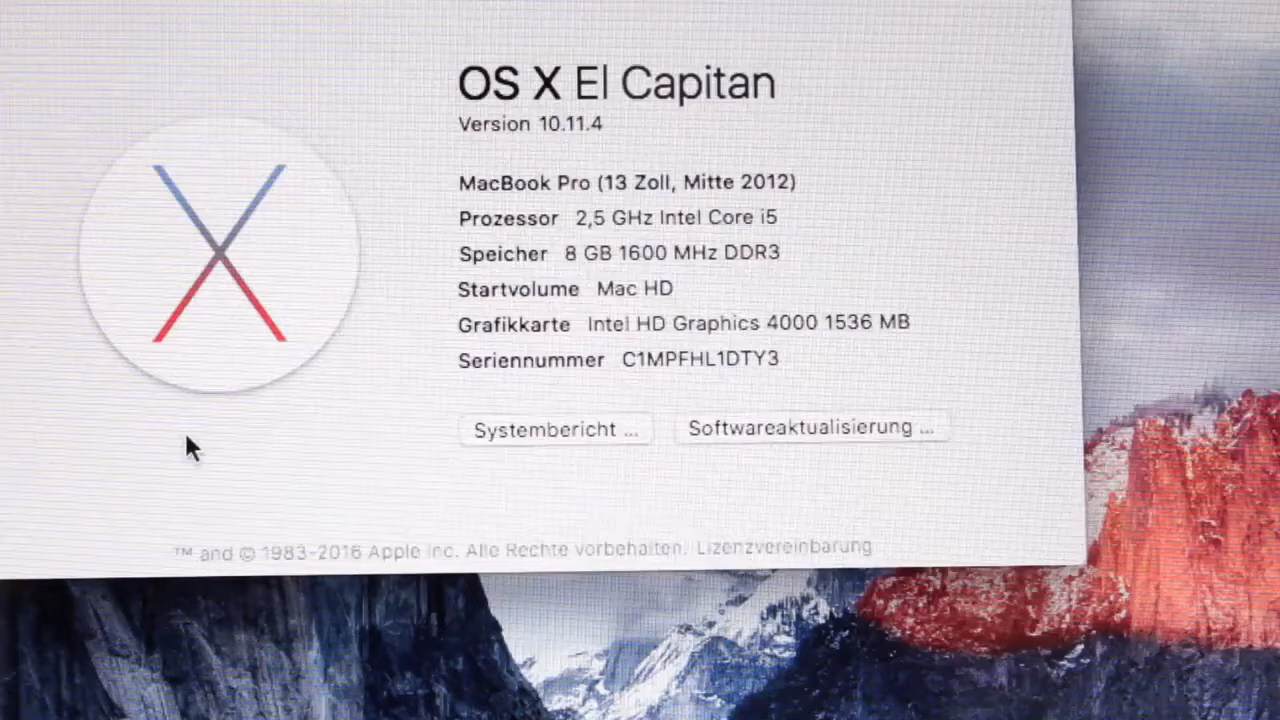 OS X El Capitan
Version 10.11.4
MacBook Pro (13 Zoll, Mitte 2012)
Prozessor 2,5 GHz Intel Core i5
Speicher 8 GB 1600 MHz DDR3
Startvolume Mac HD
Grafikkarte Intel HD Graphics 4000 1536 MB
Seriennummer C1MPFHL1DTY3
Systembericht ... Softwareaktualisierung ...
™ and © 1983-2016 Apple Inc. Alle Rechte vorbehalten. Lizenzvereinbarung